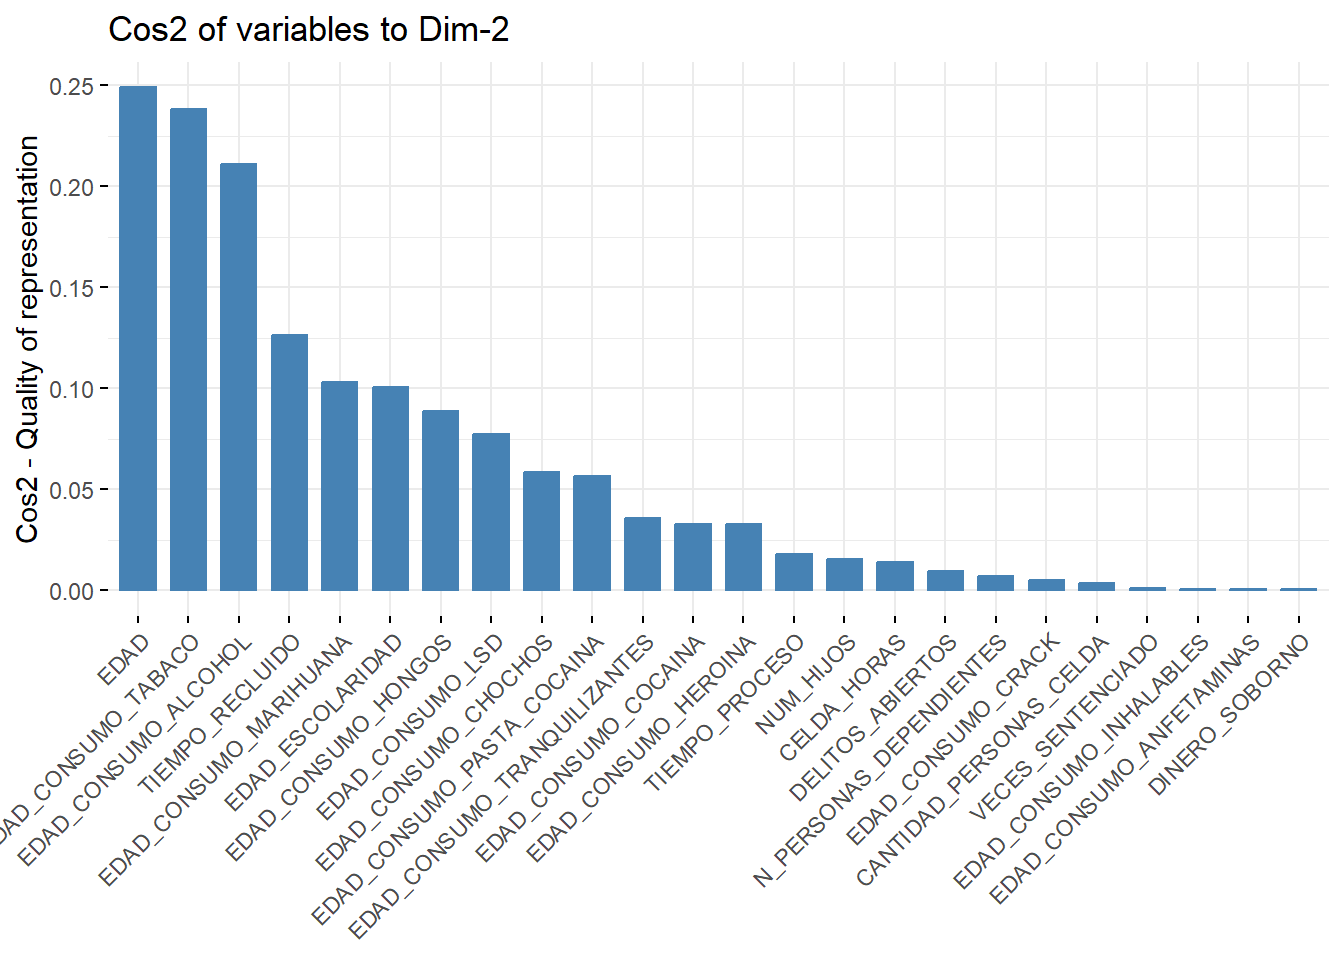 Cos2 of variables to Dim-2
Cos2 - Quality of representation
0.25
0.20
0.15
0.10
0.05
0.00
EDAD
DAD_CONSUMO_TABACO
EDAD_CONSUMO_ALCOHOL
TIEMPO_RECLUIDO
EDAD_CONSUMO_MARIHUANA
EDAD_ESCOLARIDAD
EDAD_CONSUMO_HONGOS
EDAD_CONSUMO_LSD
EDAD_CONSUMO_CHOCHOS
EDAD_CONSUMO_PASTA_COCAINA
EDAD_CONSUMO_TRANQUILIZANTES
EDAD_CONSUMO_COCAINA
EDAD_CONSUMO_HEROINA
TIEMPO_PROCESO
NUM_HIJOS
CELDA_HORAS
DELITOS_ABIERTOS
N_PERSONAS_DEPENDIENTES
EDAD_CONSUMO_CRACK
CANTIDAD_PERSONAS_CELDA
VECES_SENTENCIADO
EDAD_CONSUMO_INHALABLES
EDAD_CONSUMO_ANFETAMINAS
DINERO_SOBORNO